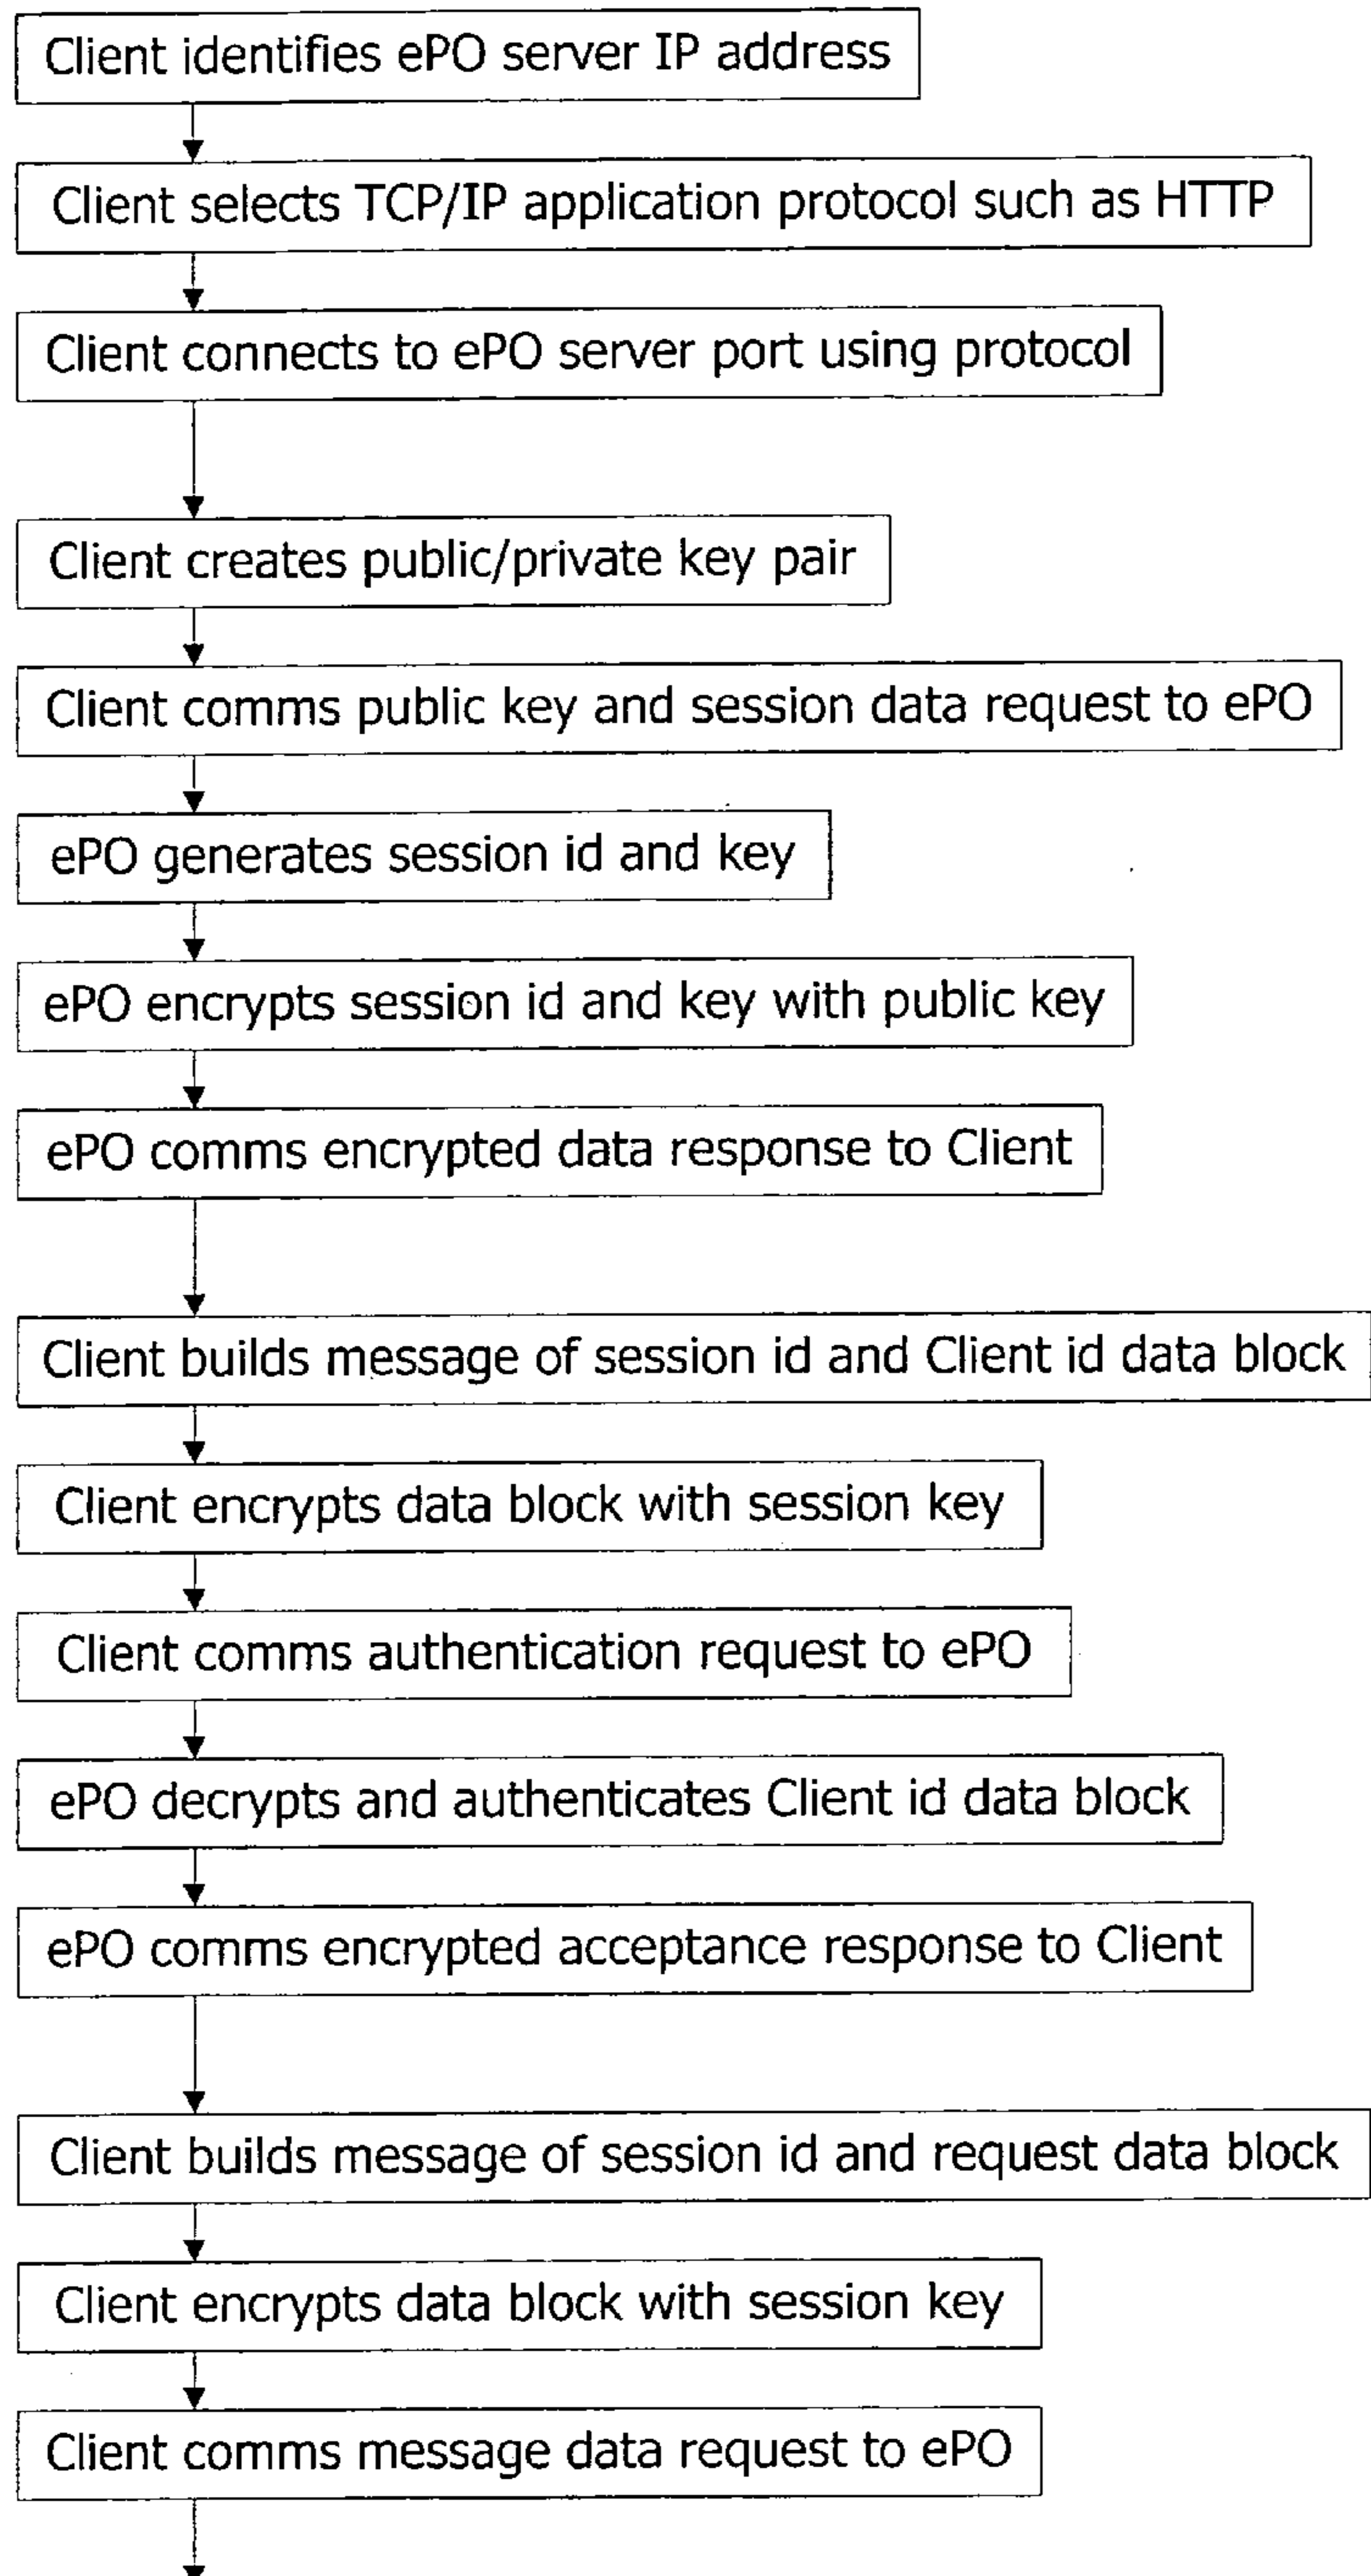 Client identifies ePO server IP address
Client selects TCP/IP application protocol such as HTTP
Client connects to ePO server port using protocol
Client creates public/private key pair
Client comms public key and session data request to ePO
ePO generates session id and key
ePO encrypts session id and key with public key
ePO comms encrypted data response to Client
Client builds message of session id and Client id data block
Client encrypts data block with session key
Client comms authentication request to ePO
ePO decrypts and authenticates Client id data block
ePO comms encrypted acceptance response to Client
Client builds message of session id and request data block
Client encrypts data block with session key
Client comms message data request to ePO